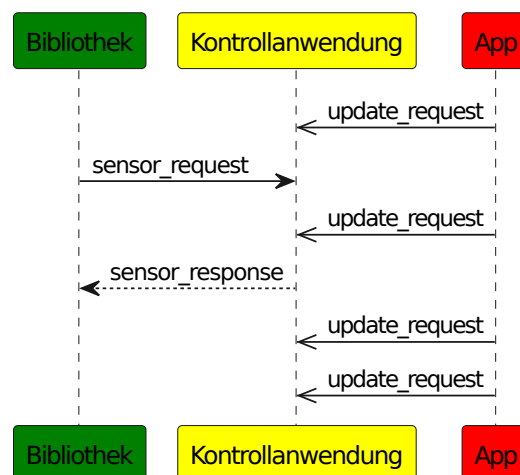 Bibliothek Kontrollanwendung App
update_request
sensor_request
update_request
sensor_response
update_request
update_request
Bibliothek Kontrollanwendung App